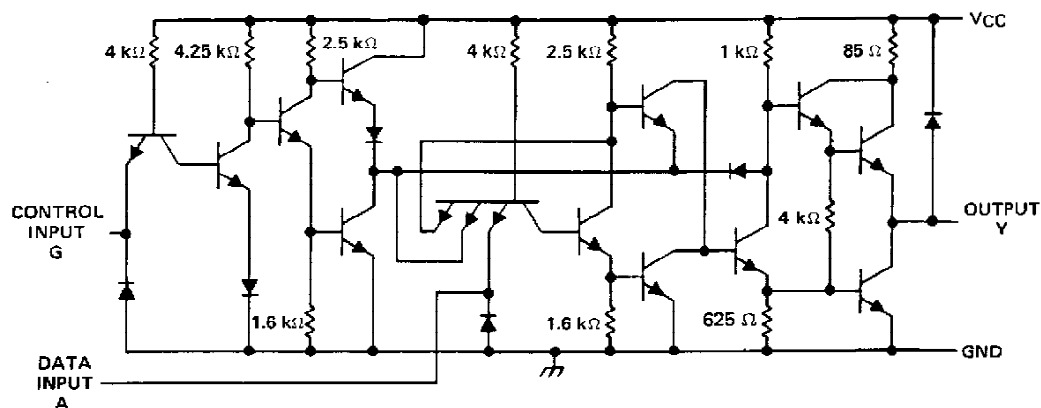 VCC
4 kΩ
4.25 kΩ
2.5 kΩ
4 kΩ
2.5 kΩ
1 kΩ
85 Ω
CONTROL
INPUT
G
4 kΩ
OUTPUT
Y
1.6 kΩ
1.6 kΩ
625 Ω
GND
DATA
INPUT
A